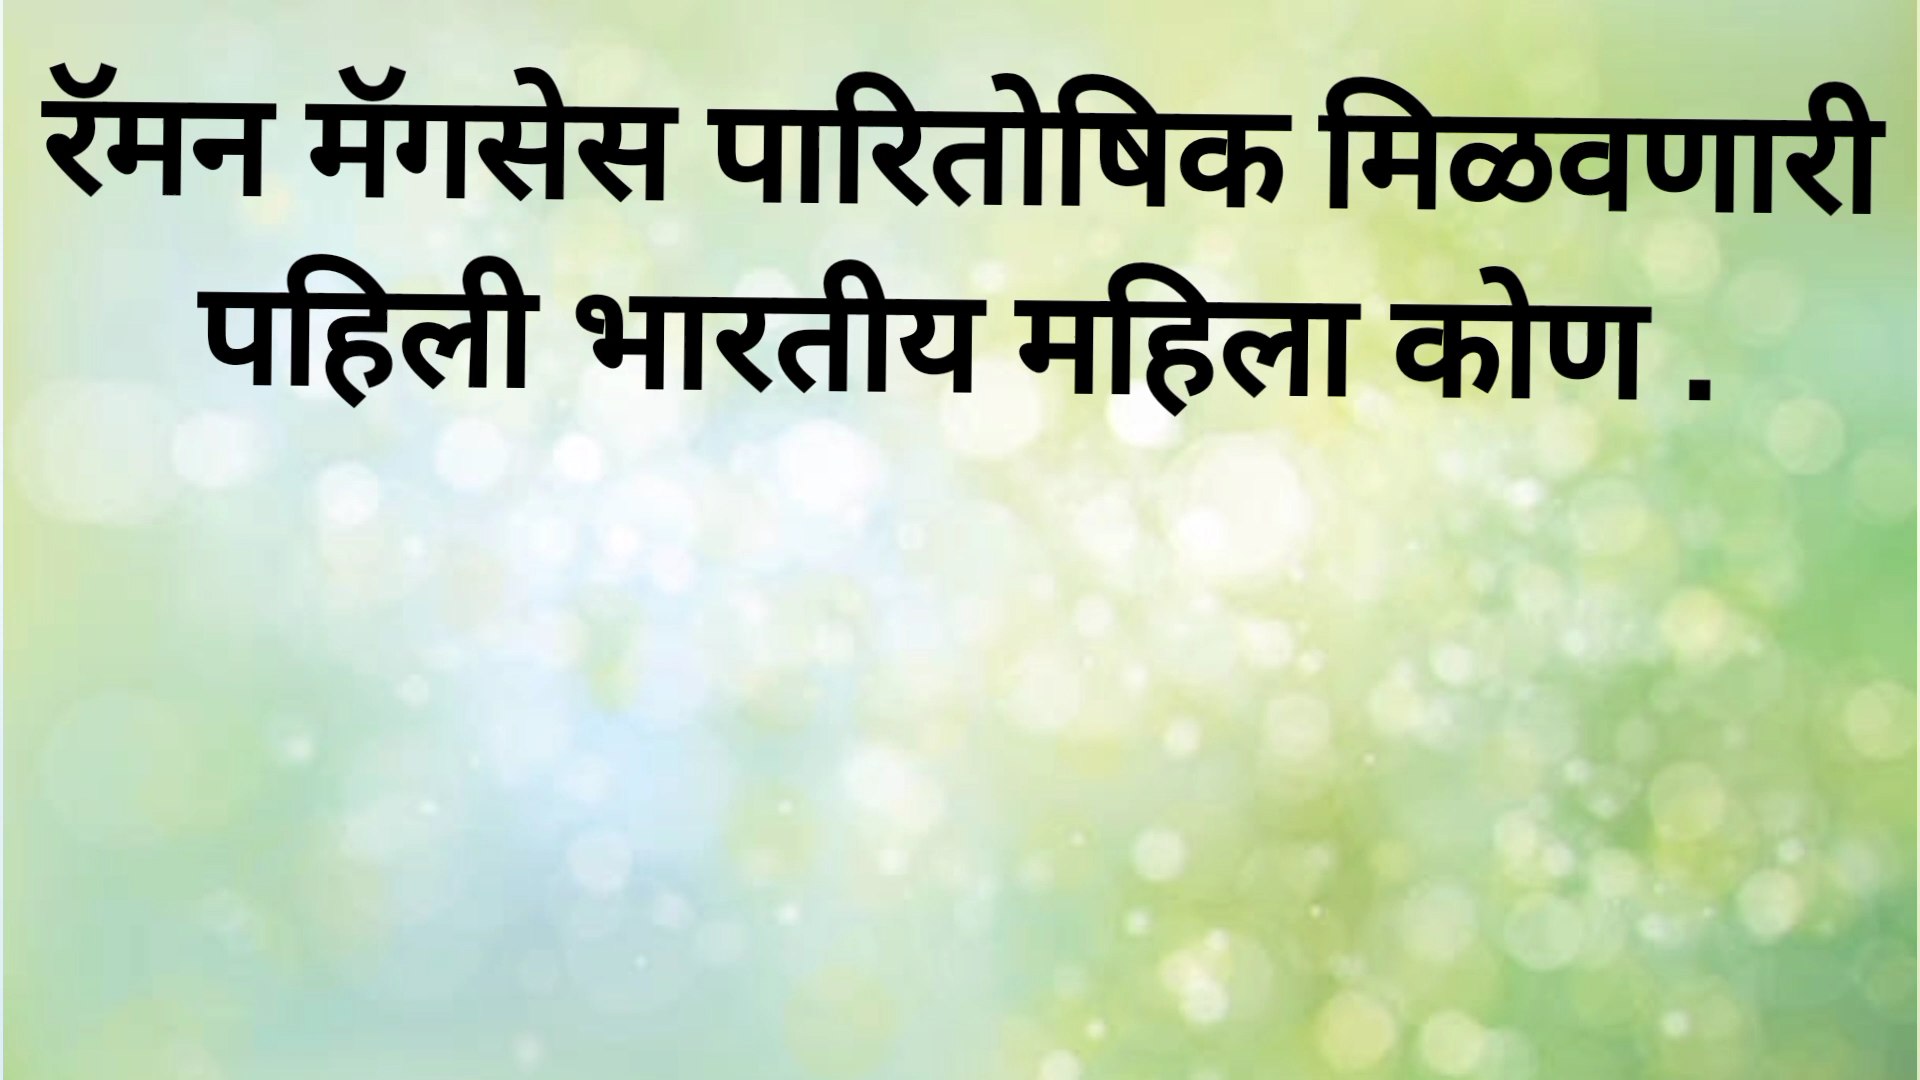 रॅमन मॅगसेस पारितोषिक मिळवणारी
पहिली भारतीय महिला कोण .